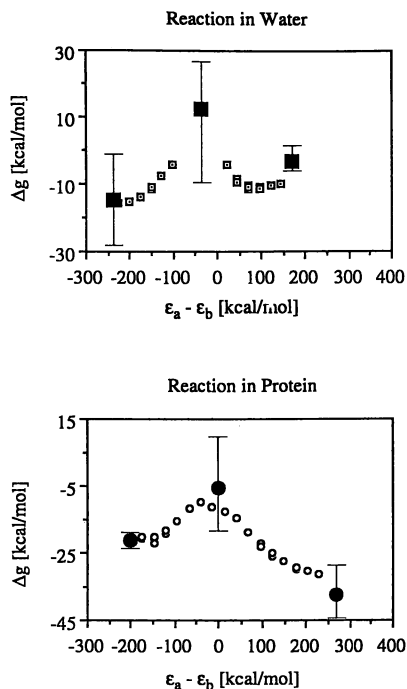 Reaction in Water
30
10
-10
-30
Δg [kcal/mol]
-300 -200 -100 0 100 200 300 400
εa - εb [kcal/mol]
Reaction in Protein
15
-5
-25
-45
Δg [kcal/mol]
-300 -200 -100 0 100 200 300 400
εa - εb [kcal/mol]